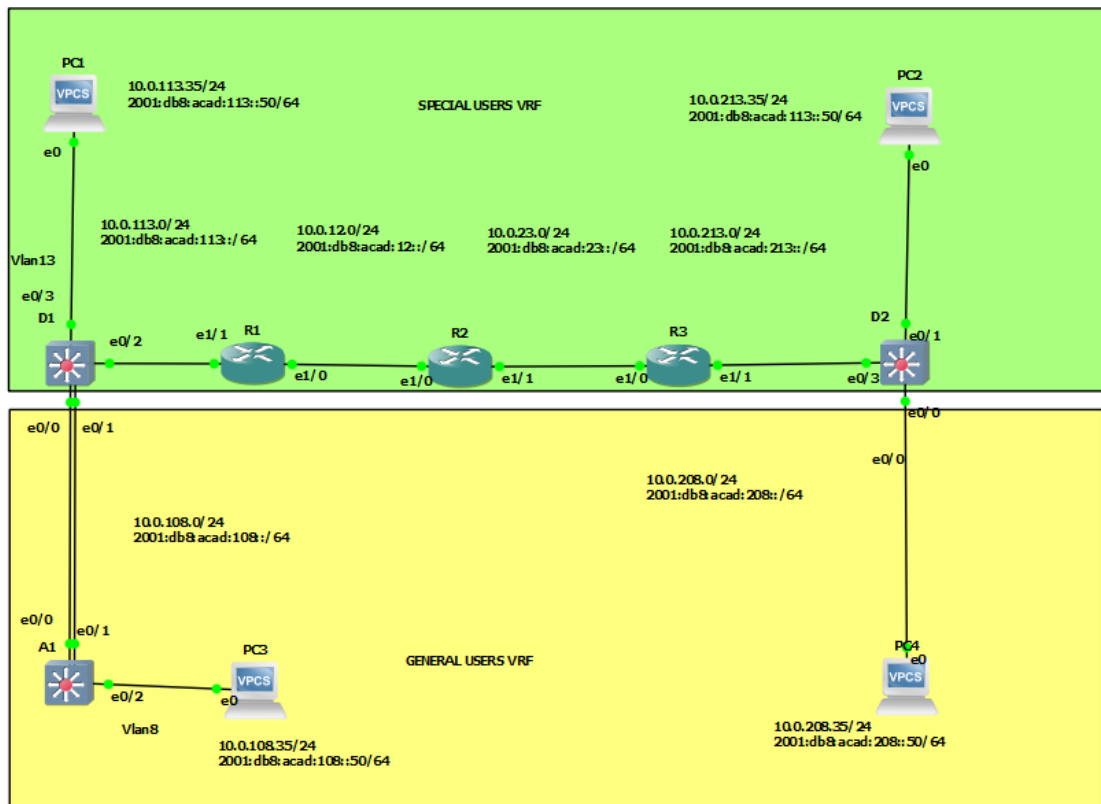 PC1
VPCS
10.0.113.35/24
2001:db8:acad:113::50/64
e0
SPECIAL USERS VRF
PC2
10.0.213.35/24
2001:db8:acad:113::50/64
VPCS
e0
10.0.113.0/24
2001:db8:acad:113::/64
10.0.12.0/24
2001:db8:acad:12::/64
10.0.23.0/24
2001:db8:acad:23::/64
10.0.213.0/24
2001:db8:acad:213::/64
Vlan13
e0/3
D1
e0/2
e1/1
R1
e1/0
R2
e1/0
e1/1
R3
e1/0
e1/1
D2
e0/1
e0/3
e0/0
e0/0
e0/1
e0/0
10.0.208.0/24
2001:db8:acad:208::/64
10.0.108.0/24
2001:db8:acad:108::/64
e0/0
e0/1
A1
e0/2
Vlan8
PC3
VPCS
e0
10.0.108.35/24
2001:db8:acad:108::50/64
GENERAL USERS VRF
PC4
e0
VPCS
10.0.208.35/24
2001:db8:acad:208::50/64